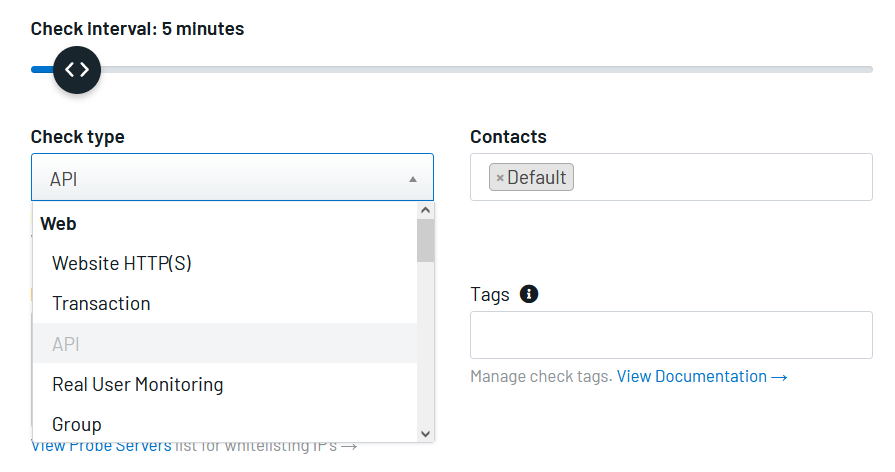 Check interval: 5 minutes
Check type
Contacts
API
× Default
Web
Website HTTP(S)
Transaction
API
Real User Monitoring
Group
Tags
Manage check tags. View Documentation →
View Probe Servers list for whitelisting IPs →